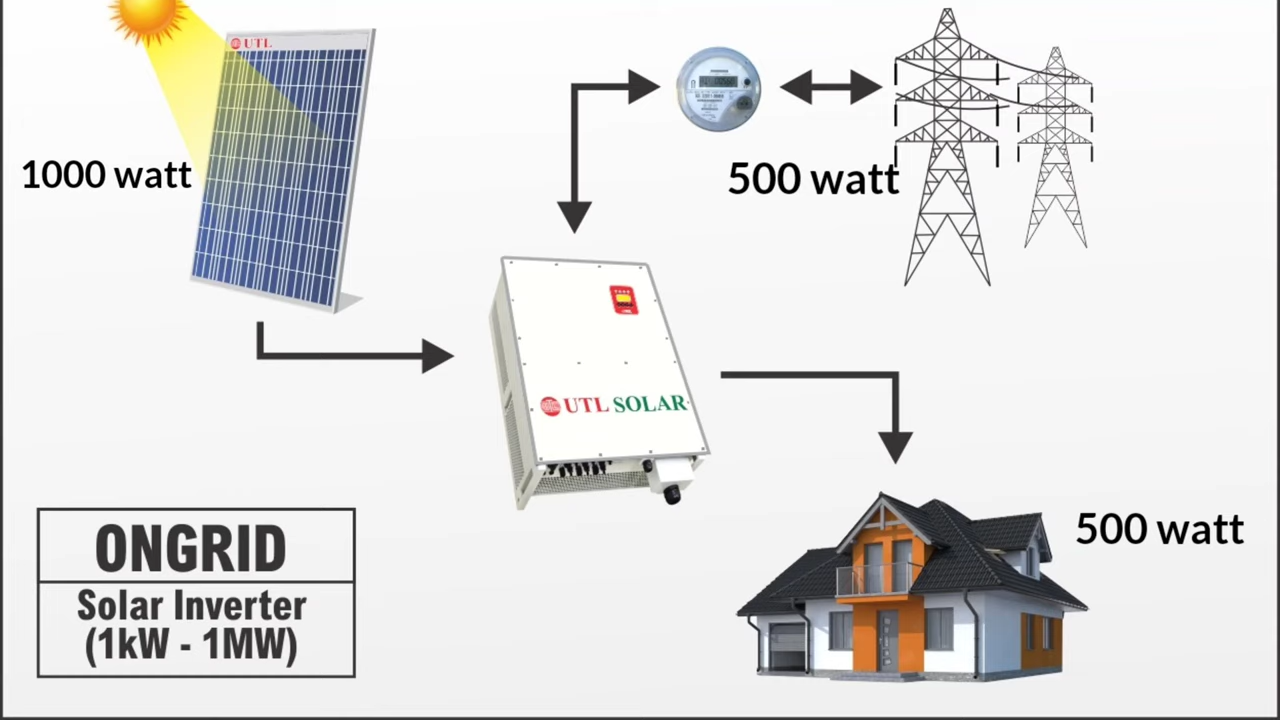 UTL
1000 watt
500 watt
UTL SOLAR
500 watt
ONGRID
Solar Inverter
(1kW - 1MW)